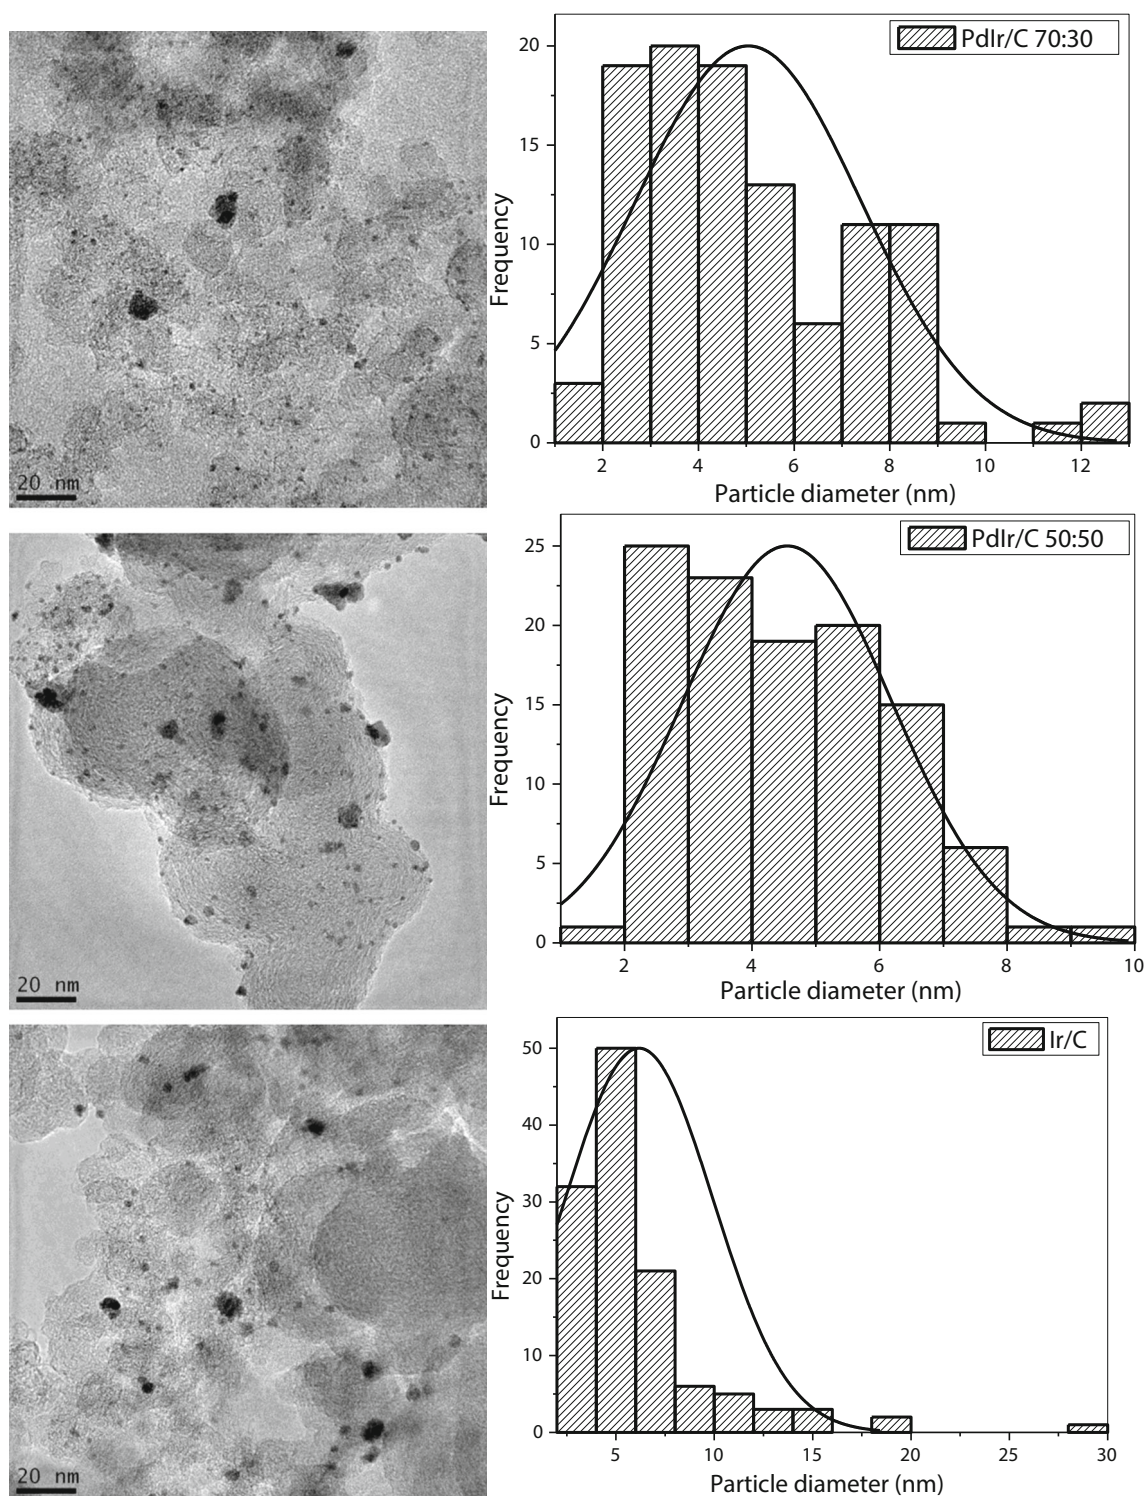 20 nm
PdIr/C 70:30
Frequency
20
15
10
5
0
2 4 6 8 10 12
Particle diameter (nm)
20 nm
PdIr/C 50:50
Frequency
25
20
15
10
5
0
2 4 6 8 10
Particle diameter (nm)
20 nm
Ir/C
Frequency
50
40
30
20
10
0
5 10 15 20 25 30
Particle diameter (nm)